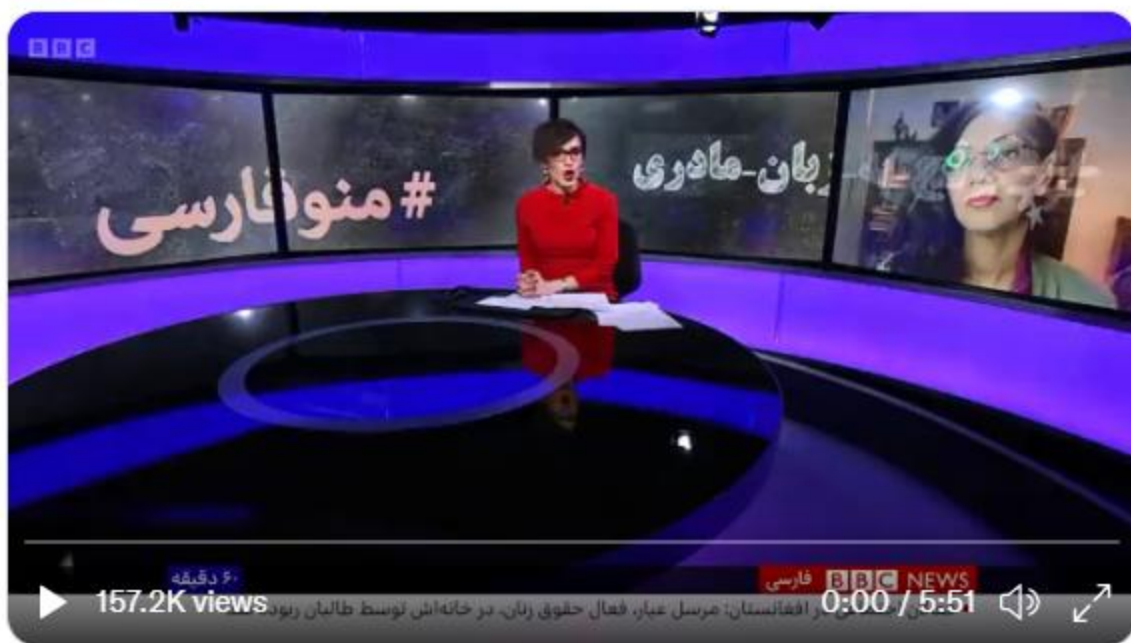 BBC
#منوفارسی
زبان-مادری
۶۰ دقیقه
BBC NEWS فارسی
157.2K views
0:00 / 5:51
در افغانستان: مرسل عیار، فعال حقوق زنان، در خانه‌اش توسط طالبان